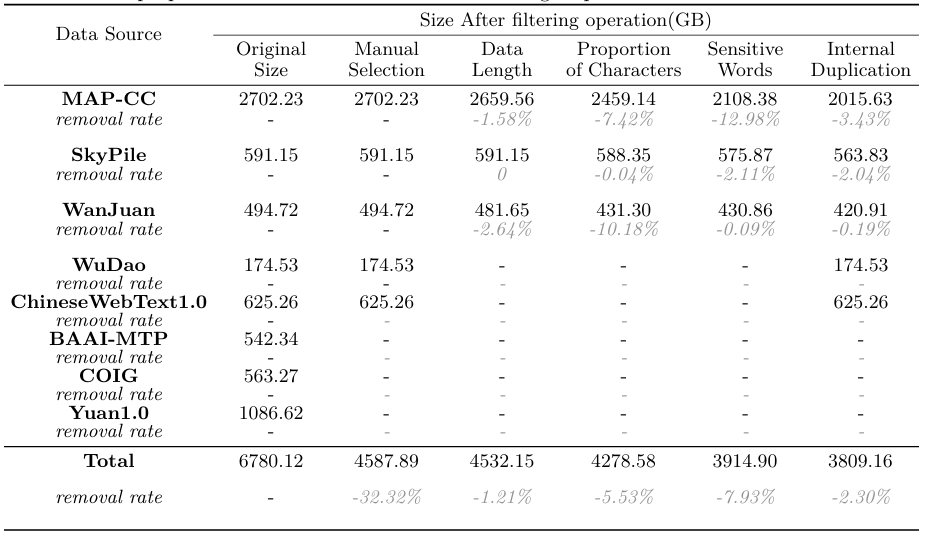 Size After filtering operation(GB)
Data Source
Original Manual Data Proportion Sensitive Internal
Size Selection Length of Characters Words Duplication
MAP-CC 2702.23 2702.23 2659.56 2459.14 2108.38 2015.63
removal rate - - -1.58% -7.42% -12.98% -3.43%
SkyPile 591.15 591.15 591.15 588.35 575.87 563.83
removal rate - - 0 -0.04% -2.11% -2.04%
WanJuan 494.72 494.72 481.65 431.30 430.86 420.91
removal rate - - -2.64% -10.18% -0.09% -0.19%
WuDao 174.53 174.53 - - - 174.53
removal rate - - - - - -
ChineseWebText1.0 625.26 625.26 - - - 625.26
removal rate - - - - - -
BAAI-MTP 542.34 - - - - -
removal rate - - - - - -
COIG 563.27 - - - - -
removal rate - - - - - -
Yuan1.0 1086.62 - - - - -
removal rate - - - - - -
Total 6780.12 4587.89 4532.15 4278.58 3914.90 3809.16
removal rate - -32.32% -1.21% -5.53% -7.93% -2.30%